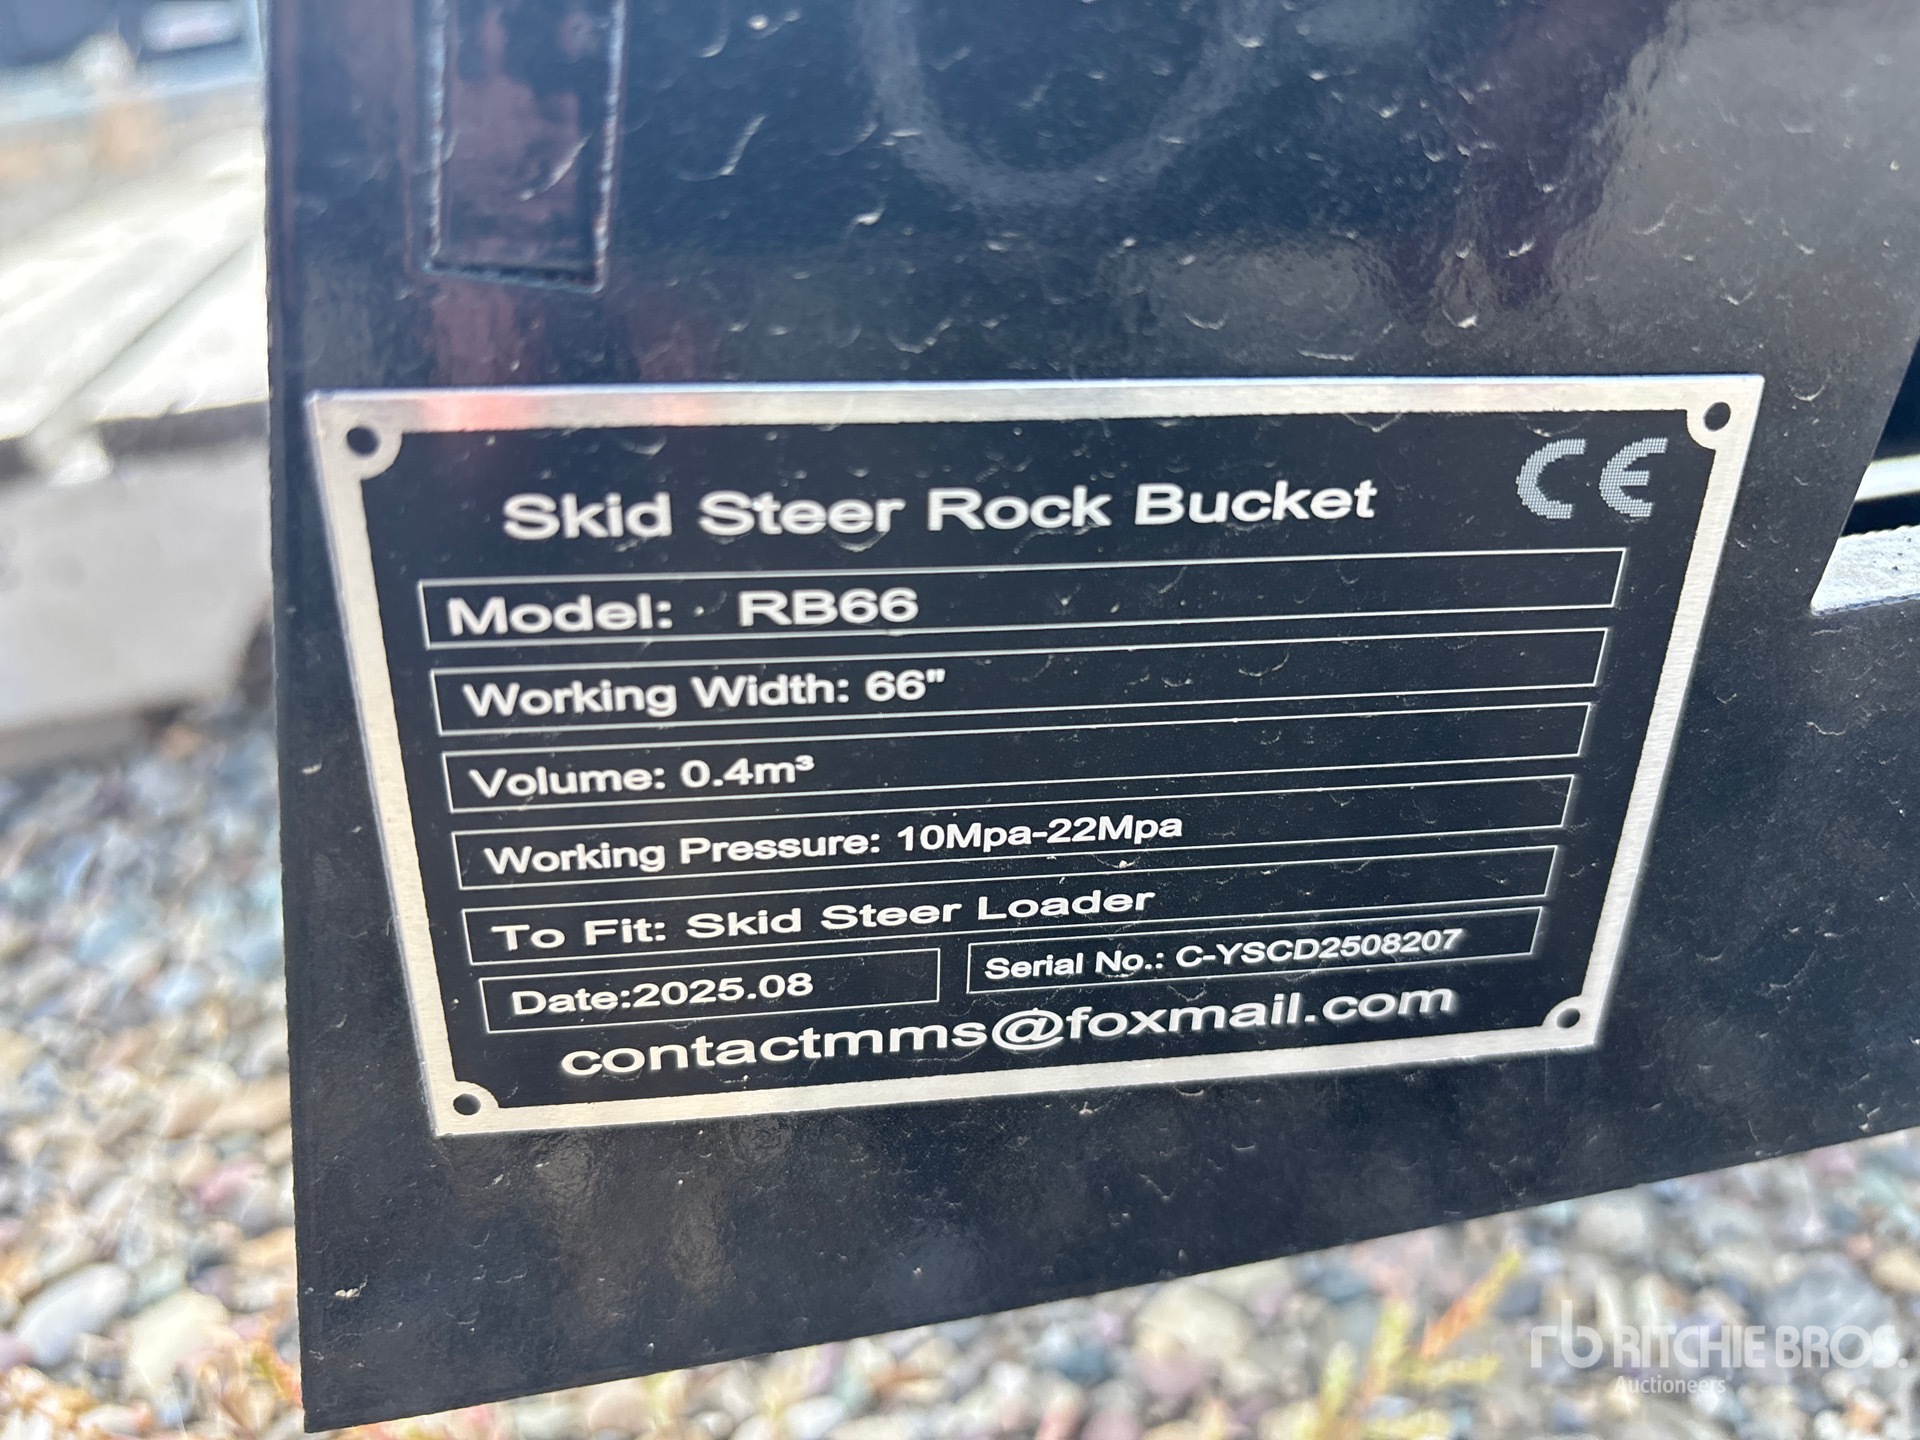 CE
Skid Steer Rock Bucket
Model: RB66
Working Width: 66"
Volume: 0.4m³
Working Pressure: 10Mpa-22Mpa
To Fit: Skid Steer Loader
Date:2025.08
Serial No.: C-YSCD2508207
contactmms@foxmail.com
rb RITCHIE BROS.
Auctioneers